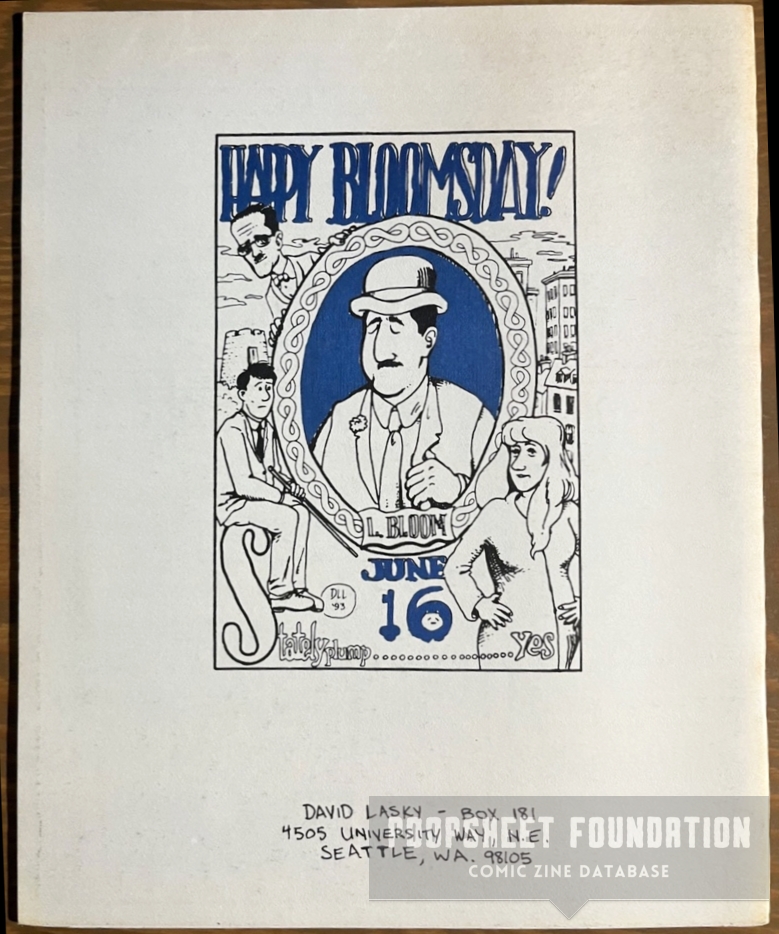 HAPPY BLOOMSDAY!
L. BLOOM
JUNE
16
DLL
'93
Stately plump..................Yes
DAVID LASKY - BOX 181
4505 UNIVERSITY WAY, N.E.
SEATTLE, WA. 98105
POOPSHEET FOUNDATION
COMIC ZINE DATABASE